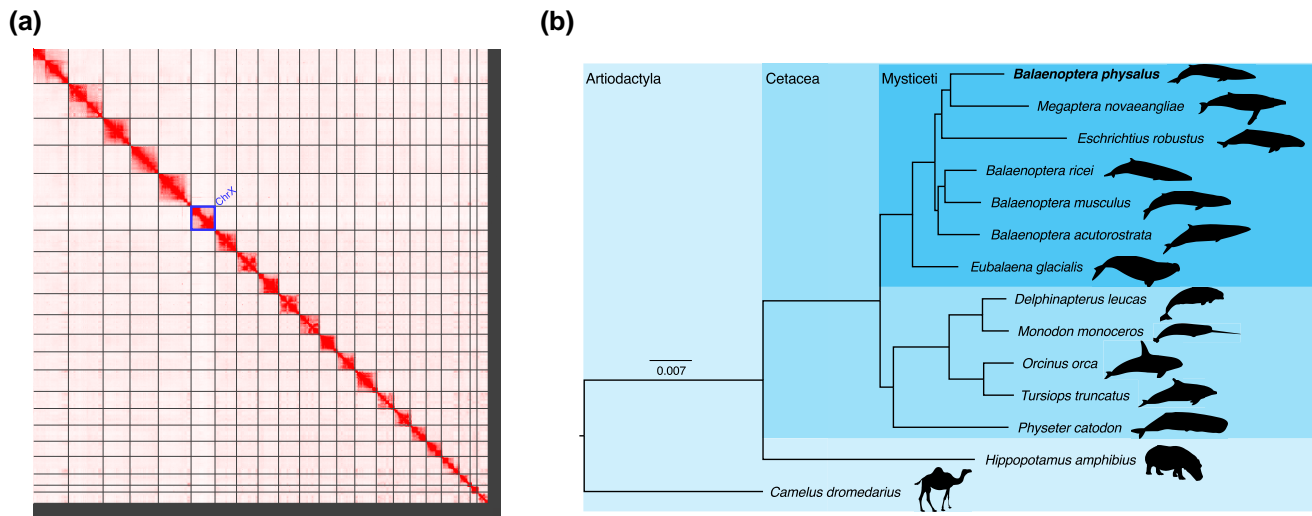 (a)
(b)
ChrX
Artiodactyla
Cetacea
Mysticeti
Balaenoptera physalus
Megaptera novaeangliae
Eschrichtius robustus
Balaenoptera ricei
Balaenoptera musculus
Balaenoptera acutorostrata
Eubalaena glacialis
Delphinapterus leucas
Monodon monoceros
0.007
Orcinus orca
Tursiops truncatus
Physeter catodon
Hippopotamus amphibius
Camelus dromedarius